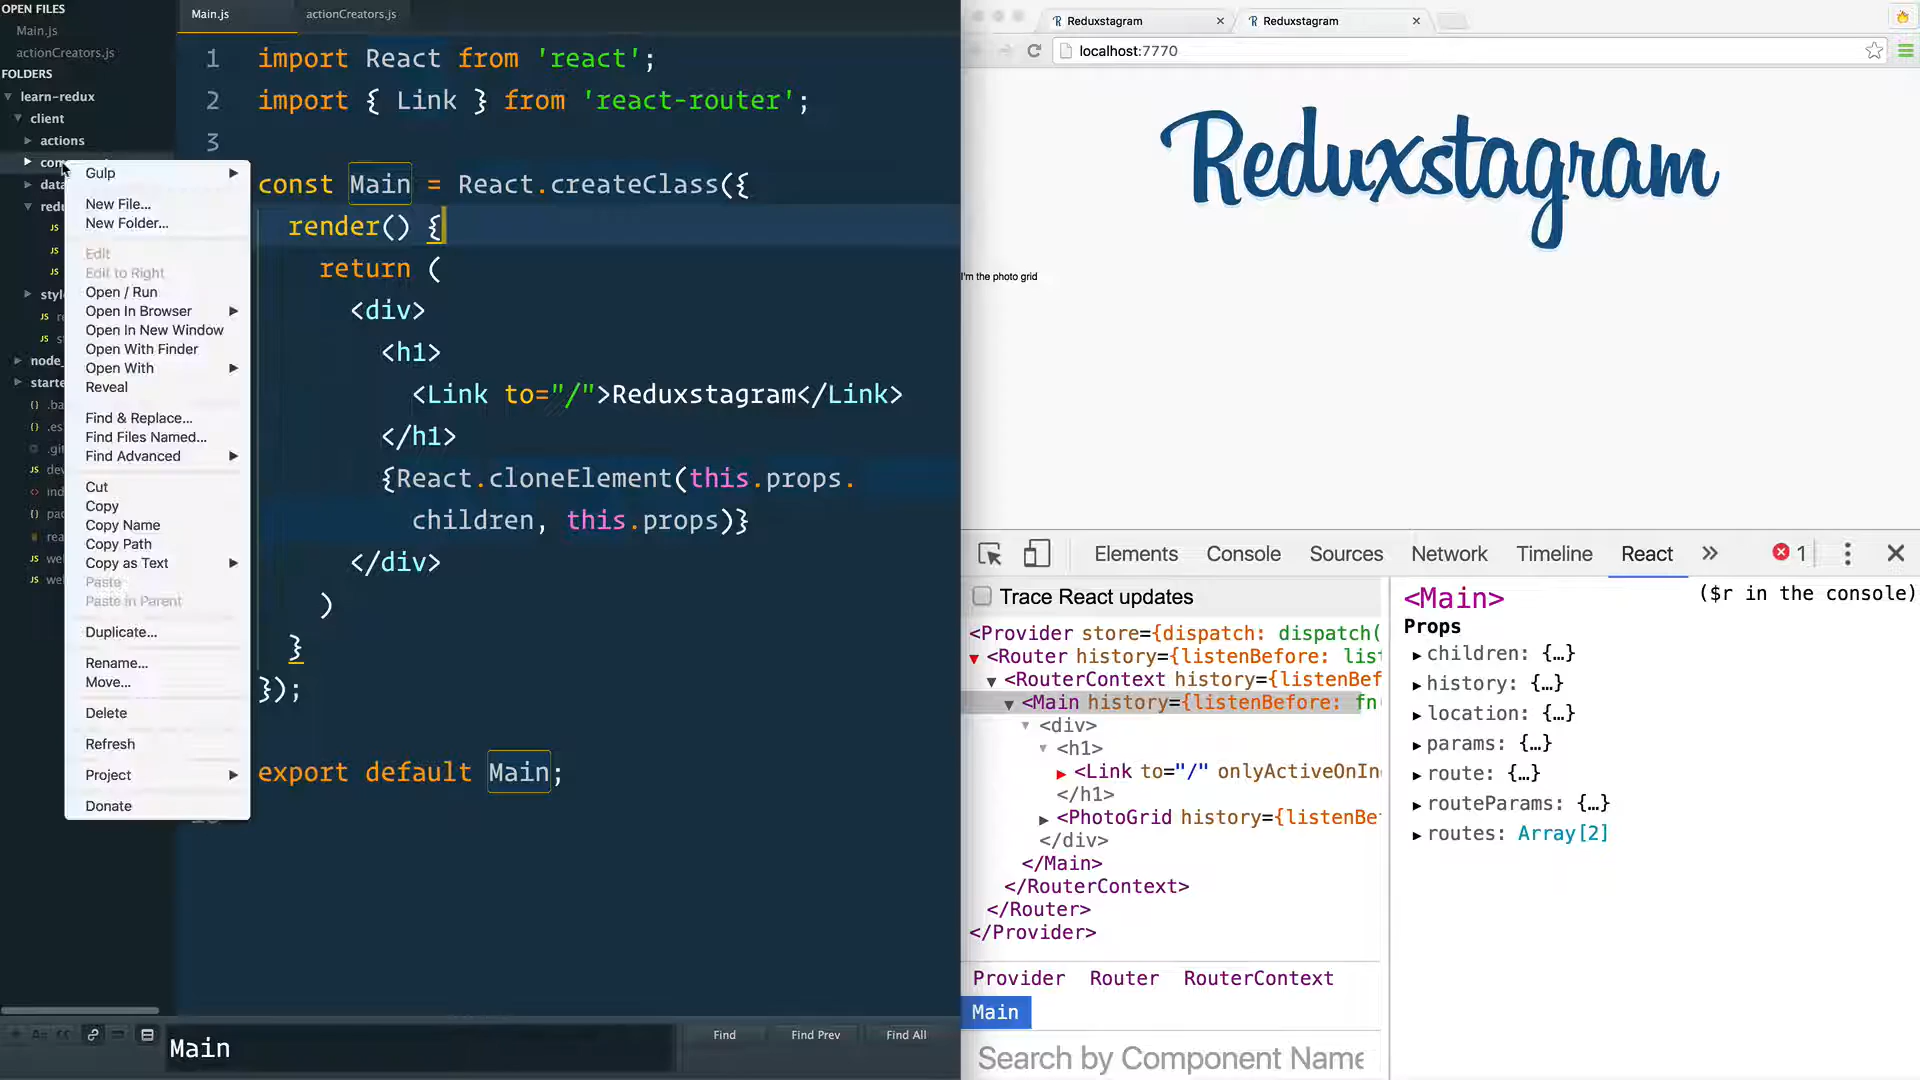 OPEN FILES
Main.js
actionCreators.js
FOLDERS
learn-redux
client
actions
Gulp
New File...
New Folder...
Edit
Edit to Right
Open / Run
Open In Browser
Open In New Window
Open With Finder
Open With
Reveal
Find & Replace...
Find Files Named...
Find Advanced
Cut
Copy
Copy Name
Copy Path
Copy as Text
Paste
Paste in Parent
Duplicate...
Rename...
Move...
Delete
Refresh
Project
Donate
Main.js
actionCreators.js
1 import React from 'react';
2 import { Link } from 'react-router';
3
const Main = React.createClass({
render() {
return (
<div>
<h1>
<Link to="/">Reduxstagram</Link>
</h1>
{React.cloneElement(this.props.
children, this.props)}
</div>
)
}
});
export default Main;
Main
Find
Find Prev
Find All
Reduxstagram
Reduxstagram
localhost:7770
Reduxstagram
I'm the photo grid
Elements Console Sources Network Timeline React » 1
Trace React updates
<Provider store={dispatch: dispatch(
<Router history={listenBefore: list
<RouterContext history={listenBef
<Main history={listenBefore: fn
<div>
<h1>
<Link to="/" onlyActiveOnIn
</h1>
<PhotoGrid history={listenBe
</div>
</Main>
</RouterContext>
</Router>
</Provider>
Provider Router RouterContext
Main
Search by Component Name
<Main>
($r in the console)
Props
children: {…}
history: {…}
location: {…}
params: {…}
route: {…}
routeParams: {…}
routes: Array[2]